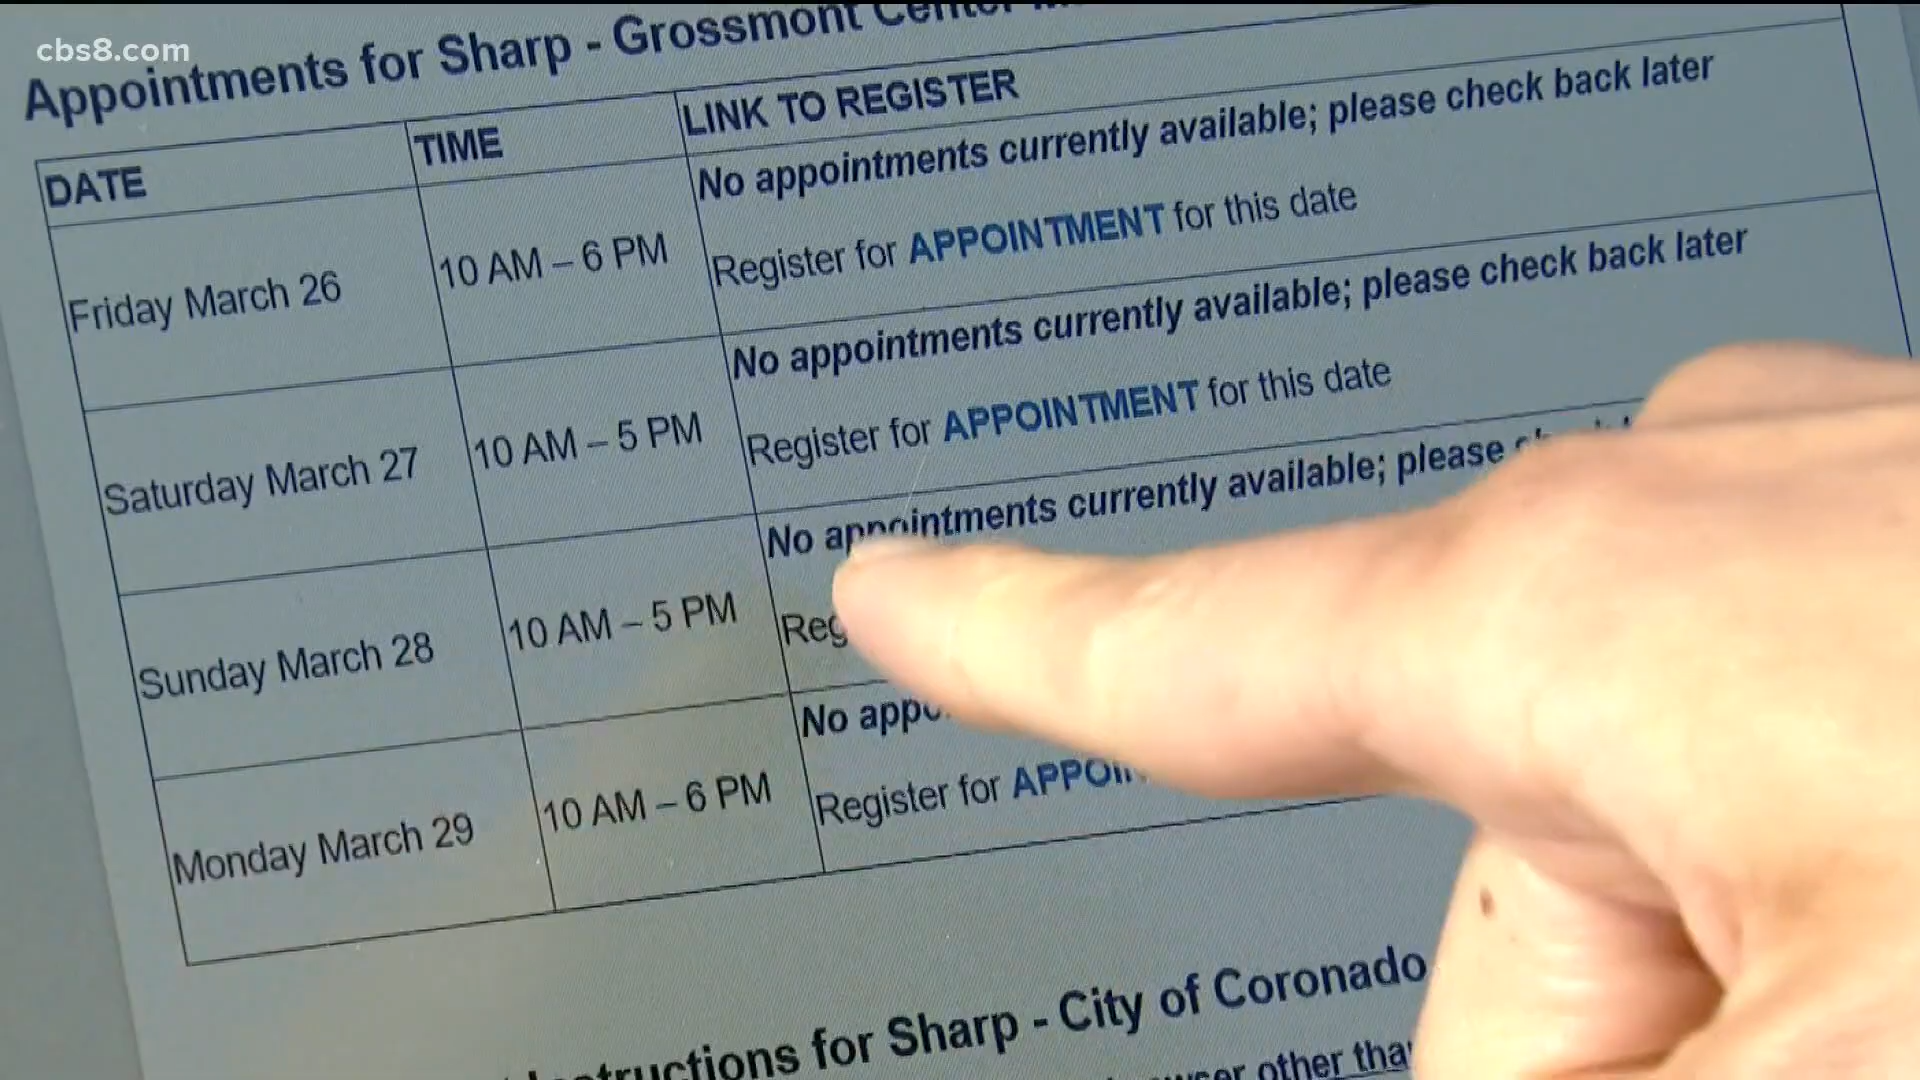 cbs8.com
Appointments for Sharp - Grossmont Center
DATE TIME LINK TO REGISTER
Friday March 26 10 AM – 6 PM No appointments currently available; please check back later
Register for APPOINTMENT for this date
Saturday March 27 10 AM – 5 PM No appointments currently available; please check back later
Register for APPOINTMENT for this date
Sunday March 28 10 AM – 5 PM No appointments currently available; please
Monday March 29 10 AM – 6 PM No
Register for
for Sharp - City of Coronado
other